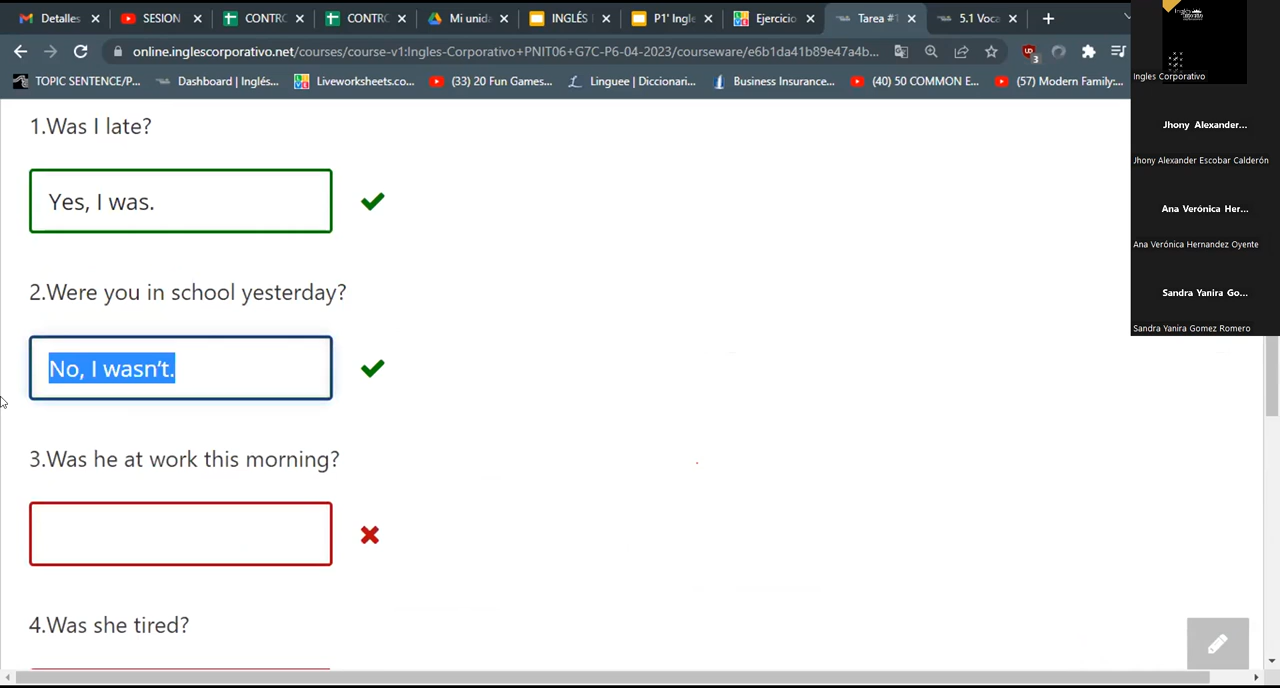 Detalles
SESION
CONTRO
CONTRO
Mi unida
INGLÉS I
P1' Ingle
Ejercicio
Tarea #1
5.1 Voca
online.inglescorporativo.net/courses/course-v1:Ingles-Corporativo+PNIT06+G7C-P6-04-2023/courseware/e6b1da41b89e47a4b...
3
TOPIC SENTENCE/P...
Dashboard | Inglés...
Liveworksheets.co...
(33) 20 Fun Games...
Linguee | Diccionari...
Business Insurance...
(40) 50 COMMON E...
(57) Modern Family:...
Ingles Corporativo
Jhony Alexander...
Jhony Alexander Escobar Calderón
Ana Verónica Her...
Ana Verónica Hernandez Oyente
Sandra Yanira Go...
Sandra Yanira Gomez Romero
1.Was I late?
Yes, I was.
2.Were you in school yesterday?
No, I wasn’t.
3.Was he at work this morning?
4.Was she tired?